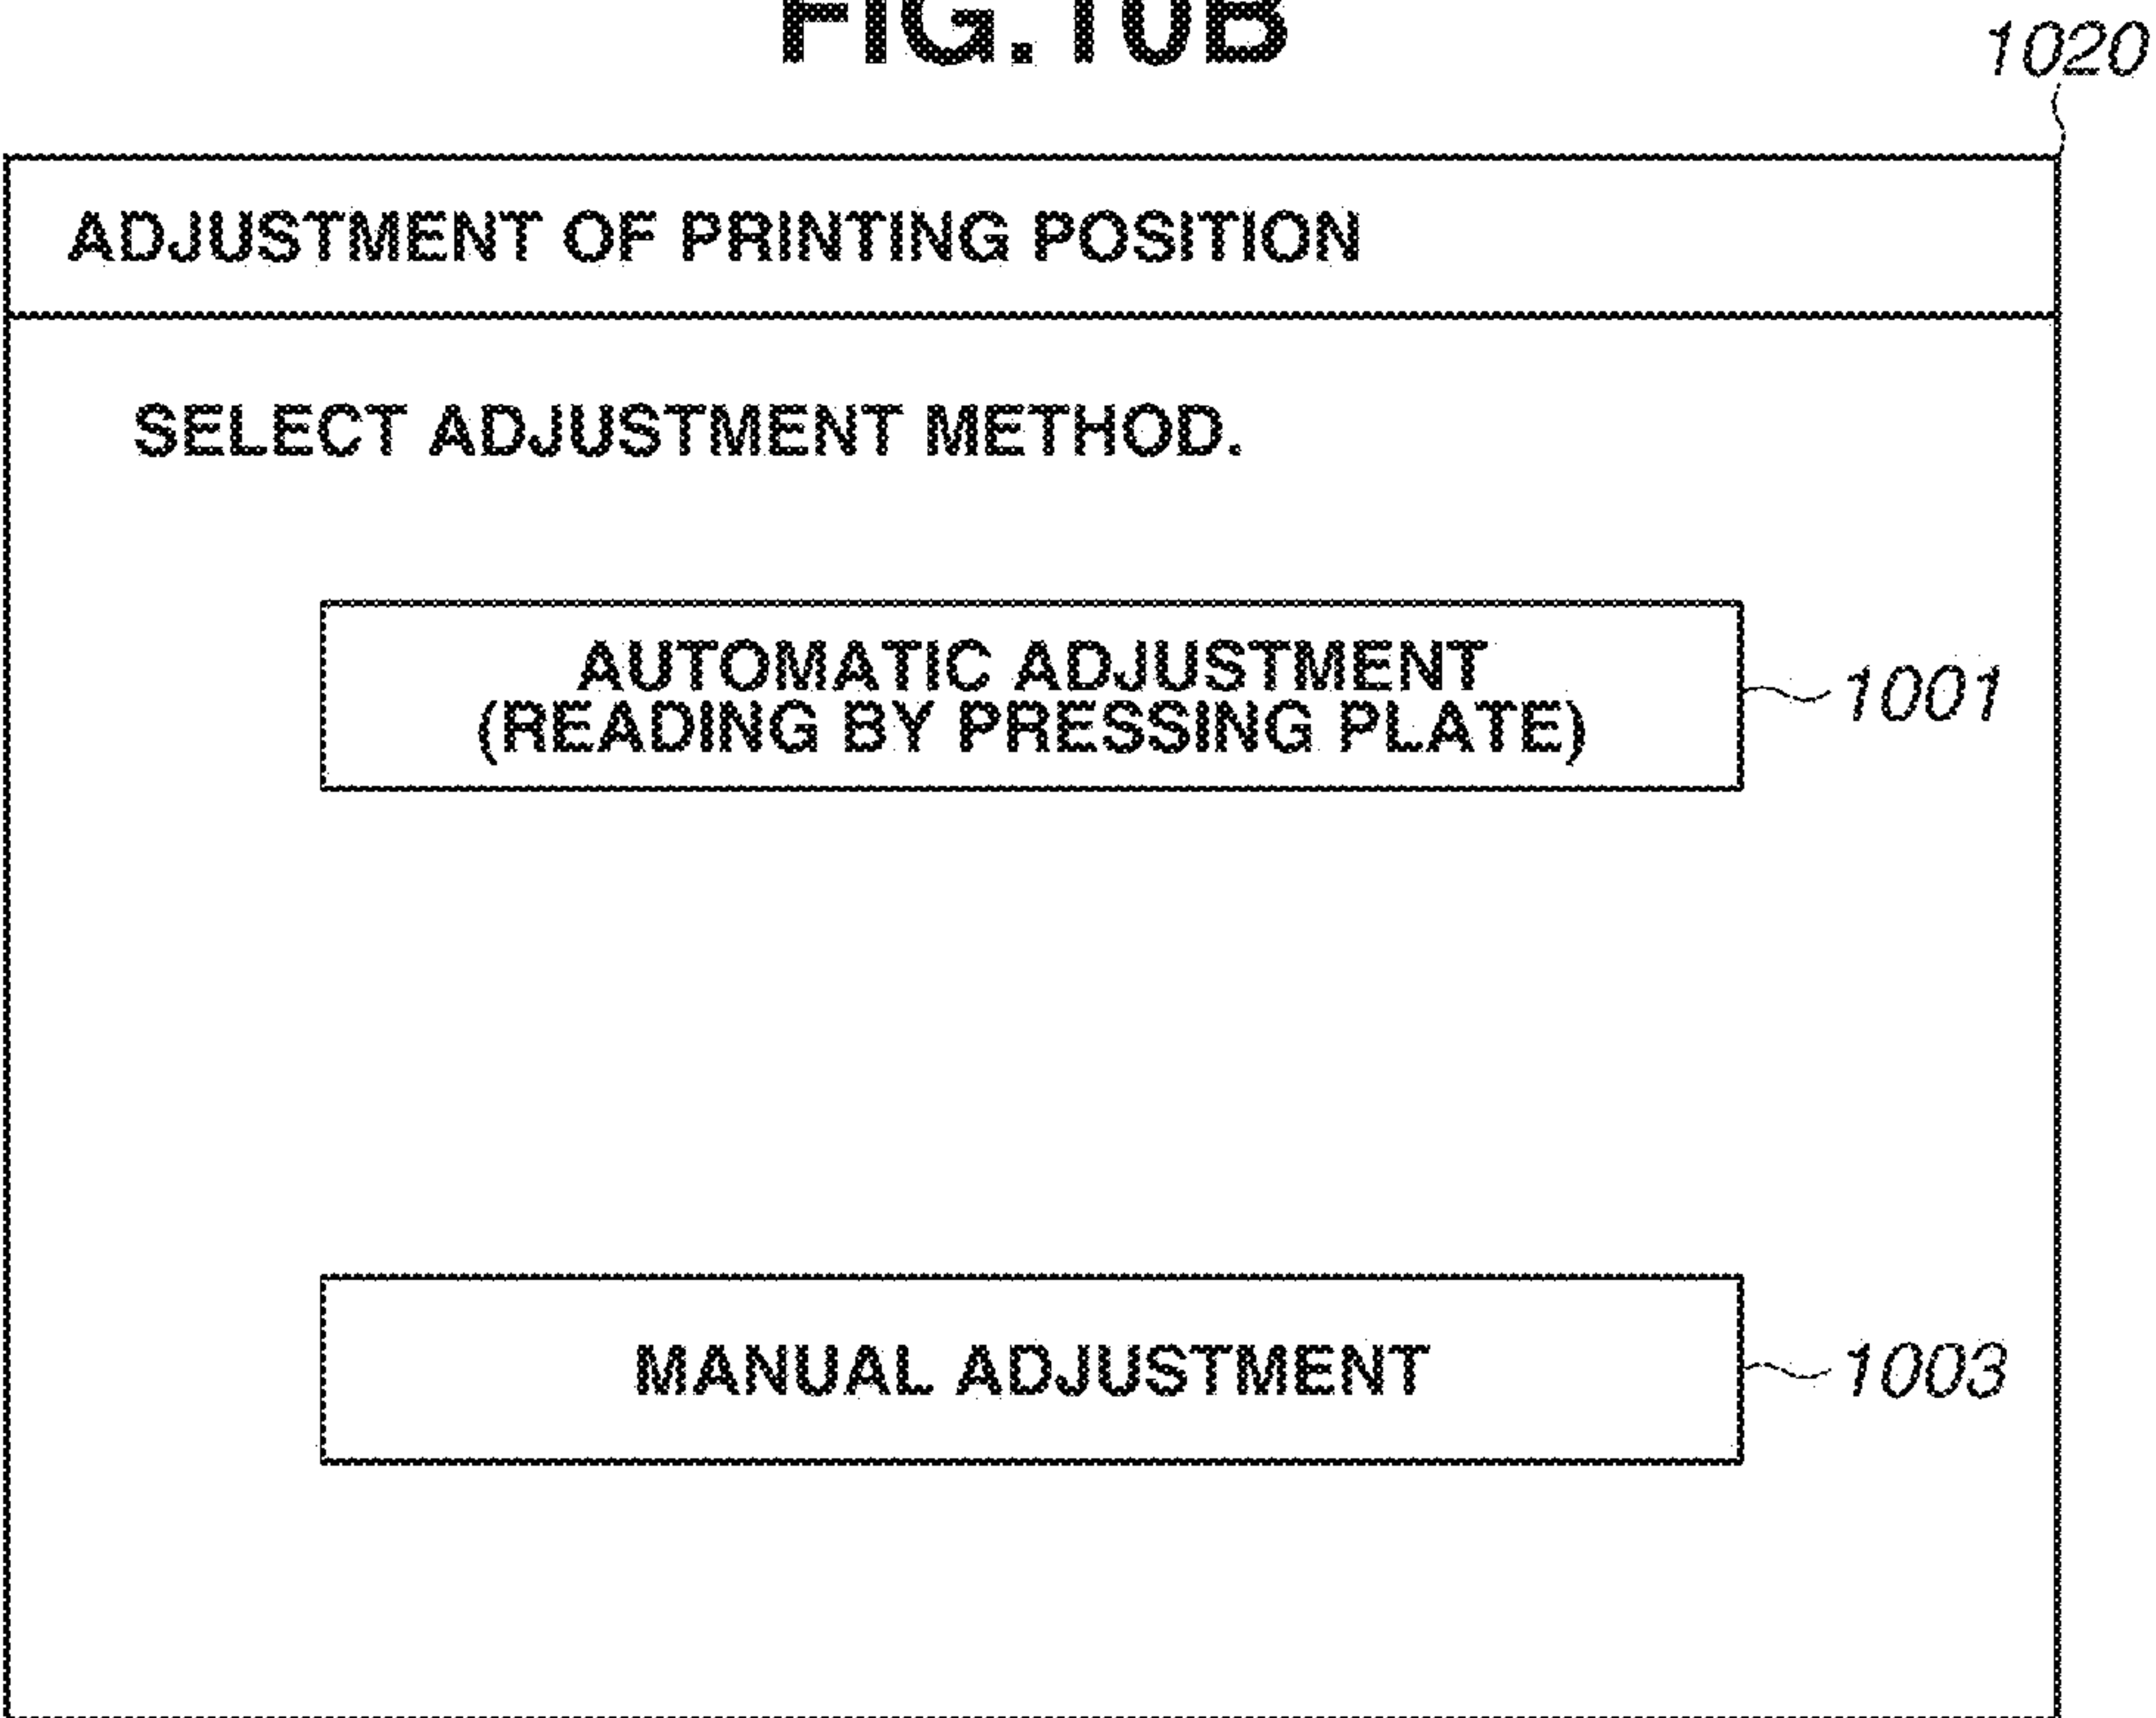 FIG.10B
1020
ADJUSTMENT OF PRINTING POSITION
SELECT ADJUSTMENT METHOD.
AUTOMATIC ADJUSTMENT
(READING BY PRESSING PLATE)
1001
MANUAL ADJUSTMENT
1003